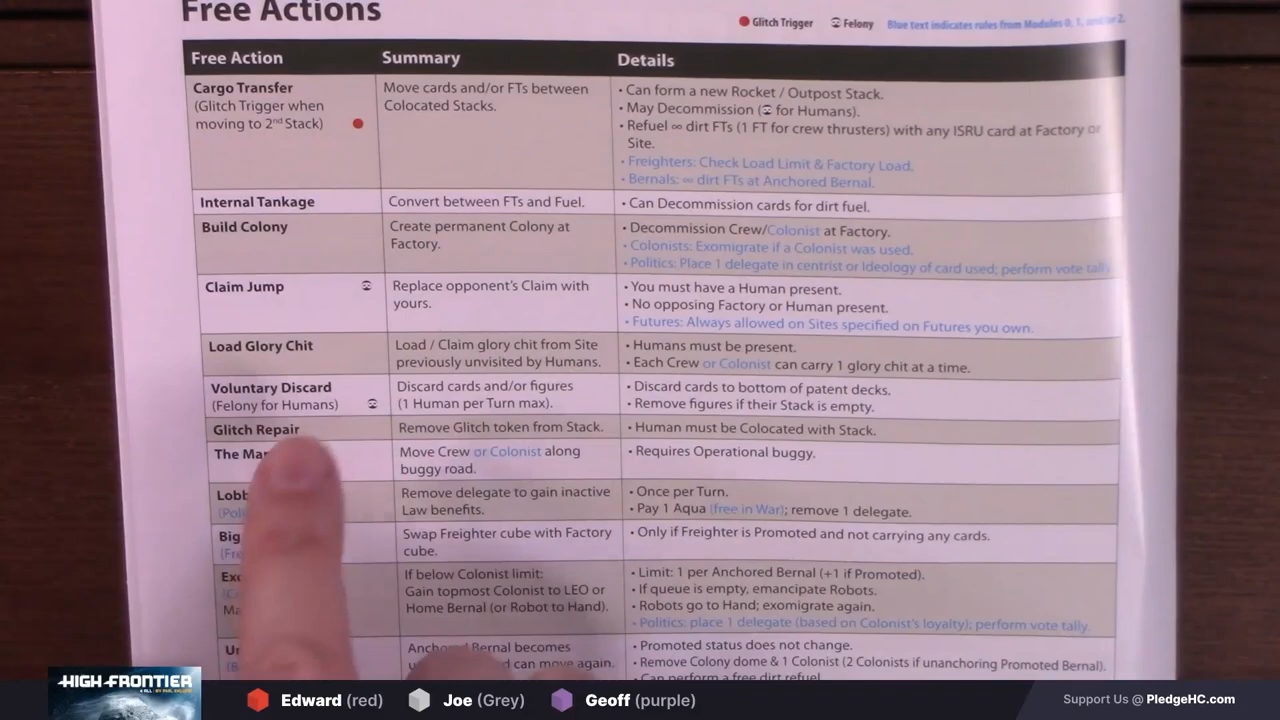 Free Actions
Glitch Trigger Felony Blue text indicates rules from Modules 0, 1, and/or 2.
Free Action Summary Details
Cargo Transfer
(Glitch Trigger when
moving to 2nd Stack)
Move cards and/or FTs between
Colocated Stacks.
• Can form a new Rocket / Outpost Stack.
• May Decommission ( for Humans).
• Refuel ∞ dirt FTs (1 FT for crew thrusters) with any ISRU card at Factory or
Site.
• Freighters: Check Load Limit & Factory Load.
• Bernals: ∞ dirt FTs at Anchored Bernal.
Internal Tankage
Convert between FTs and Fuel.
• Can Decommission cards for dirt fuel.
Build Colony
Create permanent Colony at
Factory.
• Decommission Crew/Colonist at Factory.
• Colonists: Exomigrate if a Colonist was used.
• Politics: Place 1 delegate in centrist or Ideology of card used; perform vote tally
Claim Jump
Replace opponent's Claim with
yours.
• You must have a Human present.
• No opposing Factory or Human present.
• Futures: Always allowed on Sites specified on Futures you own.
Load Glory Chit
Load / Claim glory chit from Site
previously unvisited by Humans.
• Humans must be present.
• Each Crew or Colonist can carry 1 glory chit at a time.
Voluntary Discard
(Felony for Humans)
Discard cards and/or figures
(1 Human per Turn max).
• Discard cards to bottom of patent decks.
• Remove figures if their Stack is empty.
Glitch Repair
Remove Glitch token from Stack.
• Human must be Colocated with Stack.
The
Move Crew or Colonist along
buggy road.
• Requires Operational buggy.
Remove delegate to gain inactive
Law benefits.
• Once per Turn.
• Pay 1 Aqua (free in War); remove 1 delegate.
Big
Swap Freighter cube with Factory
cube.
• Only if Freighter is Promoted and not carrying any cards.
If below Colonist limit:
Gain topmost Colonist to LEO or
Home Bernal (or Robot to Hand).
• Limit: 1 per Anchored Bernal (+1 if Promoted).
• If queue is empty, emancipate Robots.
• Robots go to Hand; exomigrate again.
• Politics: place 1 delegate (based on Colonist's loyalty); perform vote tally.
Bernal becomes
can move again.
• Promoted status does not change.
• Remove Colony dome & 1 Colonist (2 Colonists if unanchoring Promoted Bernal).
• Can perform a free dirt refuel
HIGH FRONTIER
4 ALL
Edward (red) Joe (Grey) Geoff (purple) Support Us @ PledgeHC.com